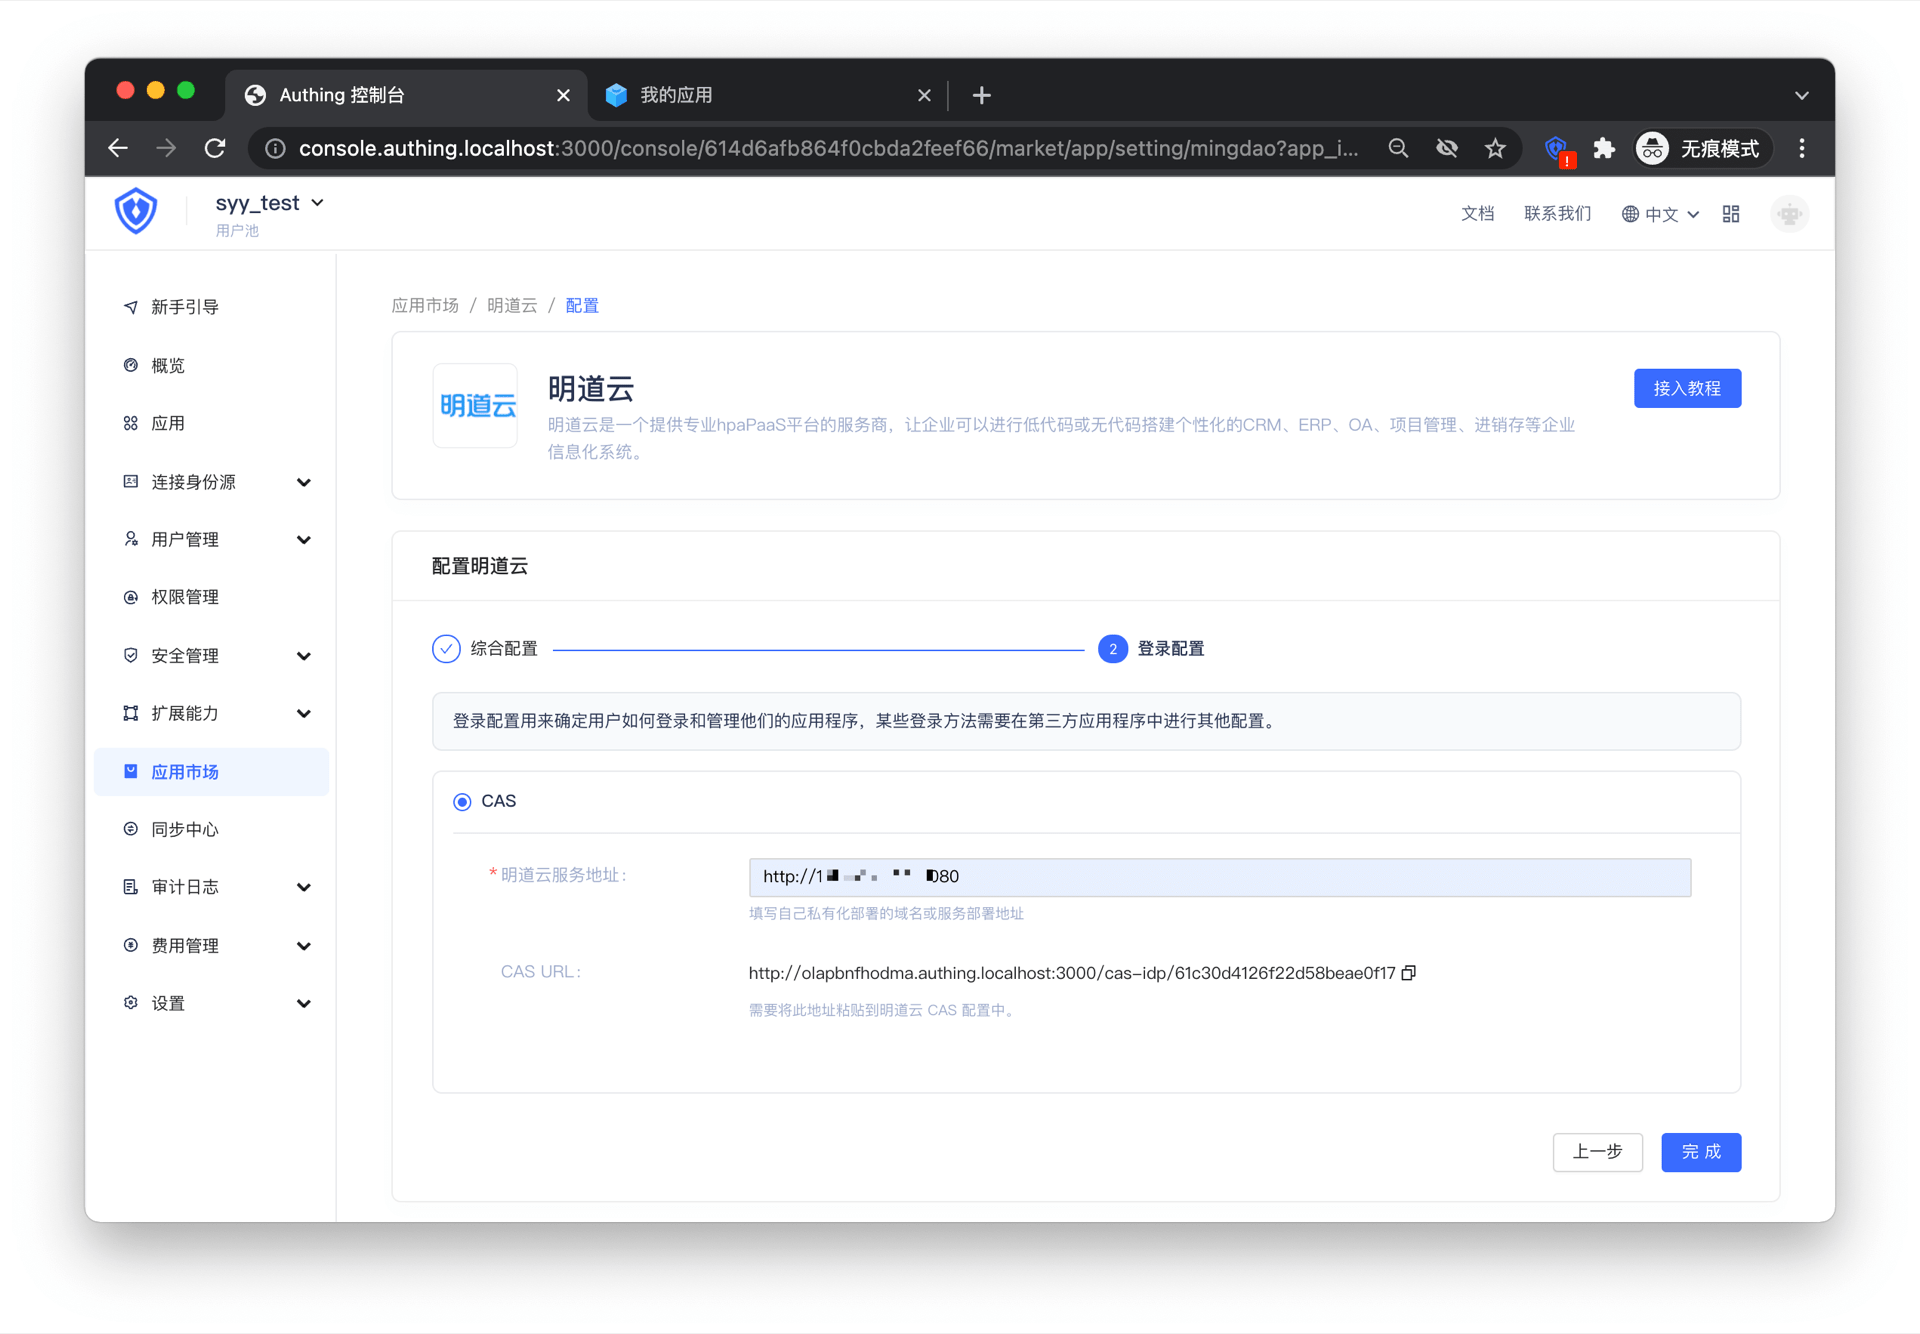 Authing 控制台
我的应用
console.authing.localhost:3000/console/614d6afb864f0cbda2feef66/market/app/setting/mingdao?app_i...
无痕模式
syy_test
用户池
文档 联系我们 中文
新手引导
概览
应用
连接身份源
用户管理
权限管理
安全管理
扩展能力
应用市场
同步中心
审计日志
费用管理
设置
应用市场 / 明道云 / 配置
明道云
明道云
接入教程
明道云是一个提供专业hpaPaaS平台的服务商，让企业可以进行低代码或无代码搭建个性化的CRM、ERP、OA、项目管理、进销存等企业
信息化系统。
配置明道云
综合配置
2 登录配置
登录配置用来确定用户如何登录和管理他们的应用程序，某些登录方法需要在第三方应用程序中进行其他配置。
CAS
*明道云服务地址:
http://1 080
填写自己私有化部署的域名或服务部署地址
CAS URL:
http://olapbnfhodma.authing.localhost:3000/cas-idp/61c30d4126f22d58beae0f17
需要将此地址粘贴到明道云 CAS 配置中。
上一步
完 成